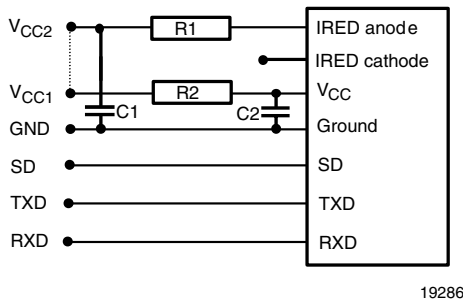 VCC2
R1
IRED anode
IRED cathode
VCC1
R2
VCC
C1
C2
GND
Ground
SD
SD
TXD
TXD
RXD
RXD
19286